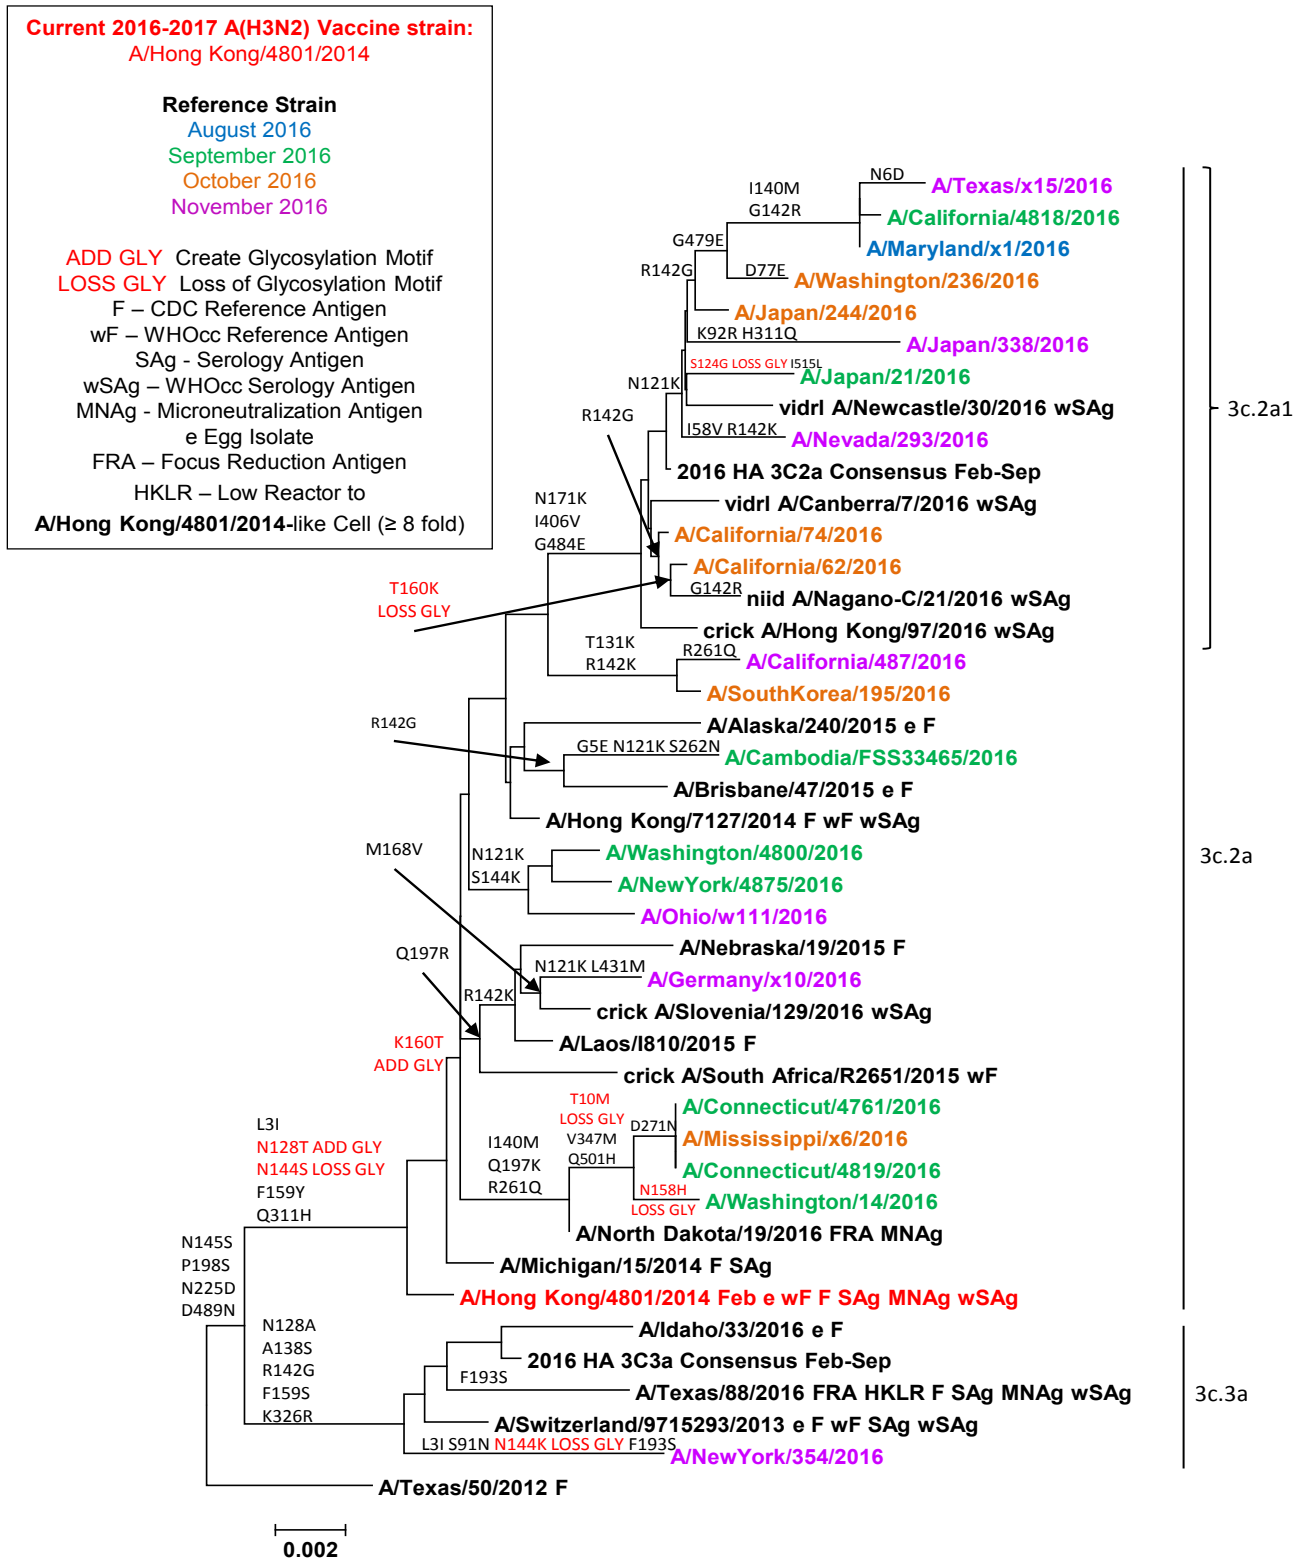 Current 2016-2017 A(H3N2) Vaccine strain:
A/Hong Kong/4801/2014
Reference Strain
August 2016
September 2016
October 2016
November 2016
ADD GLY Create Glycosylation Motif
LOSS GLY Loss of Glycosylation Motif
F – CDC Reference Antigen
wF – WHOcc Reference Antigen
SAg - Serology Antigen
wSAg – WHOcc Serology Antigen
MNAg - Microneutralization Antigen
e Egg Isolate
FRA – Focus Reduction Antigen
HKLR – Low Reactor to
A/Hong Kong/4801/2014-like Cell (≥ 8 fold)
N6D
A/Texas/x15/2016
I140M
G142R
A/California/4818/2016
G479E
A/Maryland/x1/2016
R142G
D77E
A/Washington/236/2016
A/Japan/244/2016
K92R H311Q
A/Japan/338/2016
S124G LOSS GLY I515L
A/Japan/21/2016
N121K
vidrl A/Newcastle/30/2016 wSAg
3c.2a1
R142G
I58V R142K
A/Nevada/293/2016
2016 HA 3C2a Consensus Feb-Sep
N171K
I406V
G484E
vidrl A/Canberra/7/2016 wSAg
A/California/74/2016
A/California/62/2016
T160K
LOSS GLY
G142R
niid A/Nagano-C/21/2016 wSAg
crick A/Hong Kong/97/2016 wSAg
T131K
R142K
R261Q
A/California/487/2016
A/SouthKorea/195/2016
R142G
A/Alaska/240/2015 e F
G5E N121K S262N
A/Cambodia/FSS33465/2016
A/Brisbane/47/2015 e F
A/Hong Kong/7127/2014 F wF wSAg
M168V
N121K
S144K
A/Washington/4800/2016
3c.2a
A/NewYork/4875/2016
A/Ohio/w111/2016
Q197R
A/Nebraska/19/2015 F
N121K L431M
A/Germany/x10/2016
R142K
crick A/Slovenia/129/2016 wSAg
K160T
ADD GLY
A/Laos/I810/2015 F
crick A/South Africa/R2651/2015 wF
T10M
LOSS GLY
V347M
Q501H
D271N
A/Connecticut/4761/2016
L3I
N128T ADD GLY
N144S LOSS GLY
F159Y
Q311H
I140M
Q197K
R261Q
A/Mississippi/x6/2016
A/Connecticut/4819/2016
N158H
LOSS GLY
A/Washington/14/2016
A/North Dakota/19/2016 FRA MNAg
N145S
P198S
N225D
D489N
A/Michigan/15/2014 F SAg
A/Hong Kong/4801/2014 Feb e wF F SAg MNAg wSAg
N128A
A138S
R142G
F159S
K326R
A/Idaho/33/2016 e F
2016 HA 3C3a Consensus Feb-Sep
F193S
A/Texas/88/2016 FRA HKLR F SAg MNAg wSAg
3c.3a
A/Switzerland/9715293/2013 e F wF SAg wSAg
L3I S91N N144K LOSS GLY F193S
A/NewYork/354/2016
A/Texas/50/2012 F
0.002